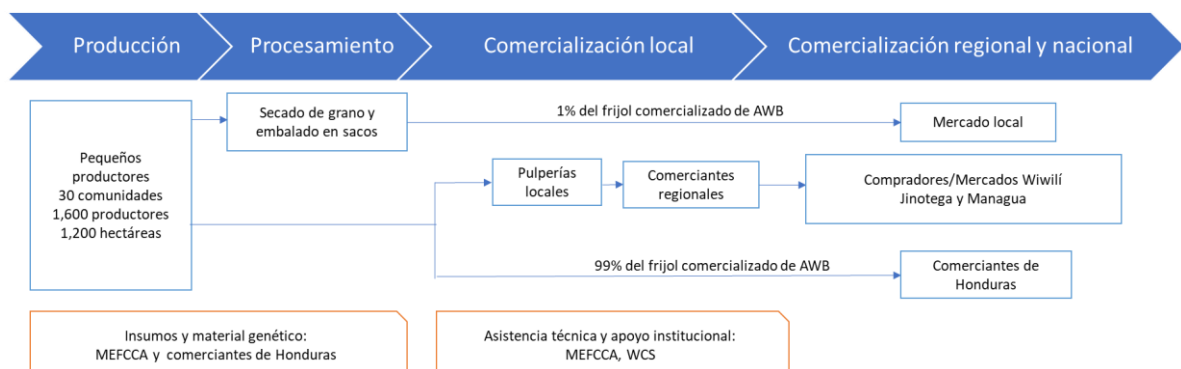 Producción
Procesamiento
Comercialización local
Comercialización regional y nacional
Pequeños
productores
30 comunidades
1,600 productores
1,200 hectáreas
Secado de grano y
embalado en sacos
1% del frijol comercializado de AWB
Mercado local
Pulperías
locales
Comerciantes
regionales
Compradores/Mercados Wiwilí
Jinotega y Managua
99% del frijol comercializado de AWB
Comerciantes de
Honduras
Insumos y material genético:
MEFCCA y comerciantes de Honduras
Asistencia técnica y apoyo institucional:
MEFCCA, WCS